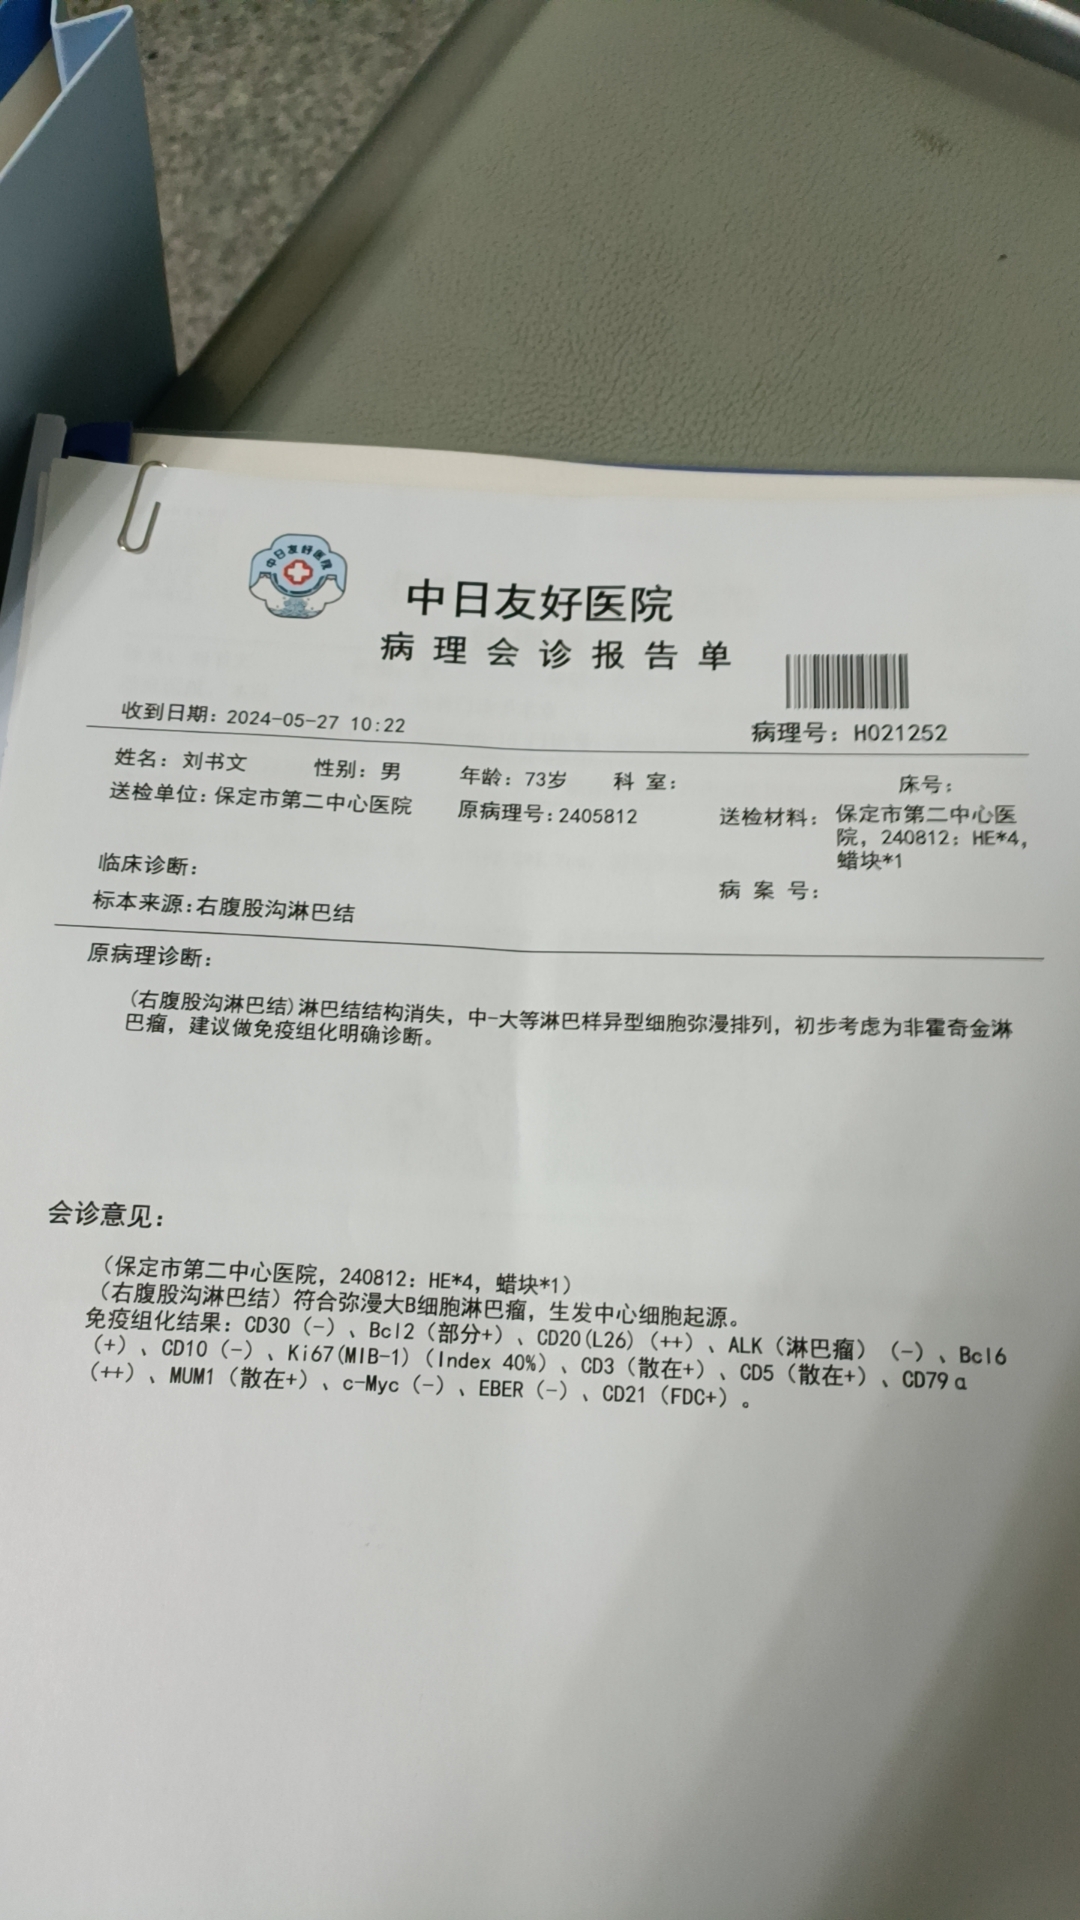 中日友好医院
中日友好医院
病理会诊报告单
收到日期：2024-05-27 10:22
病理号：H021252
姓名：刘书文 性别：男 年龄：73岁 科 室： 床号：
送检单位：保定市第二中心医院 原病理号：2405812 送检材料：保定市第二中心医
院，240812：HE*4，
蜡块*1
临床诊断：
病 案 号：
标本来源：右腹股沟淋巴结
原病理诊断：
(右腹股沟淋巴结)淋巴结结构消失，中-大等淋巴样异型细胞弥漫排列，初步考虑为非霍奇金淋
巴瘤，建议做免疫组化明确诊断。
会诊意见：
（保定市第二中心医院，240812：HE*4，蜡块*1）
（右腹股沟淋巴结）符合弥漫大B细胞淋巴瘤，生发中心细胞起源。
免疫组化结果：CD30（-）、Bcl2（部分+）、CD20(L26)（++）、ALK（淋巴瘤）（-）、Bcl6
（+）、CD10（-）、Ki67(MIB-1)（Index 40%）、CD3（散在+）、CD5（散在+）、CD79α
（++）、MUM1（散在+）、c-Myc（-）、EBER（-）、CD21（FDC+）。